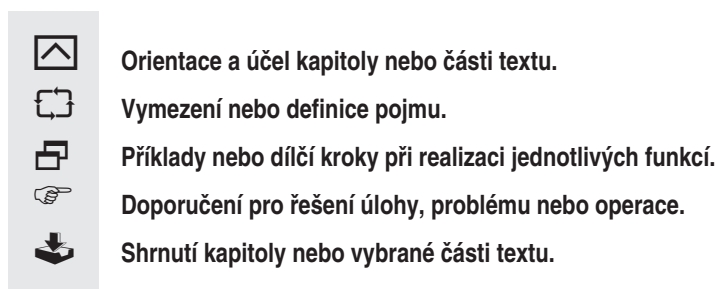 Orientace a účel kapitoly nebo části textu.
Vymezení nebo definice pojmu.
Příklady nebo dílčí kroky při realizaci jednotlivých funkcí.
Doporučení pro řešení úlohy, problému nebo operace.
Shrnutí kapitoly nebo vybrané části textu.